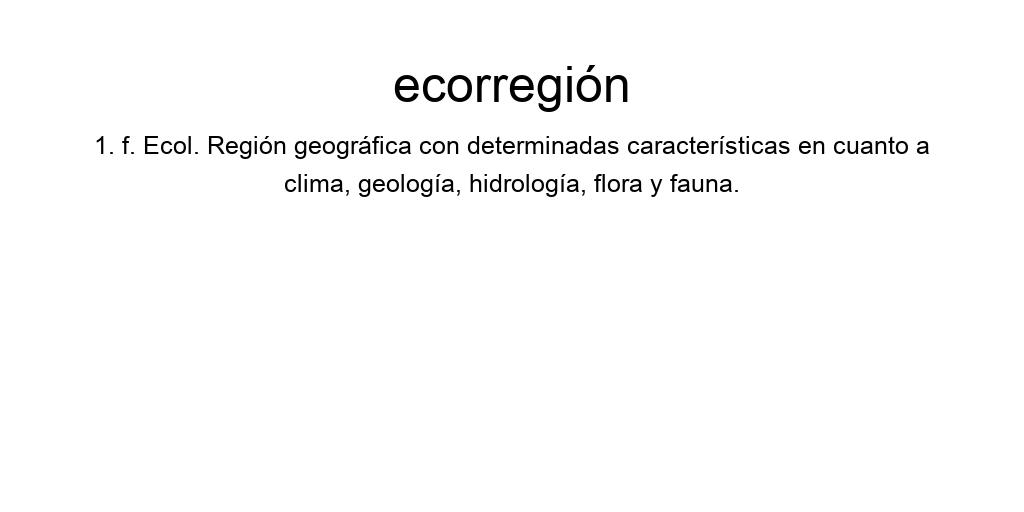 ecorregión
1. f. Ecol. Región geográfica con determinadas características en cuanto a
clima, geología, hidrología, flora y fauna.